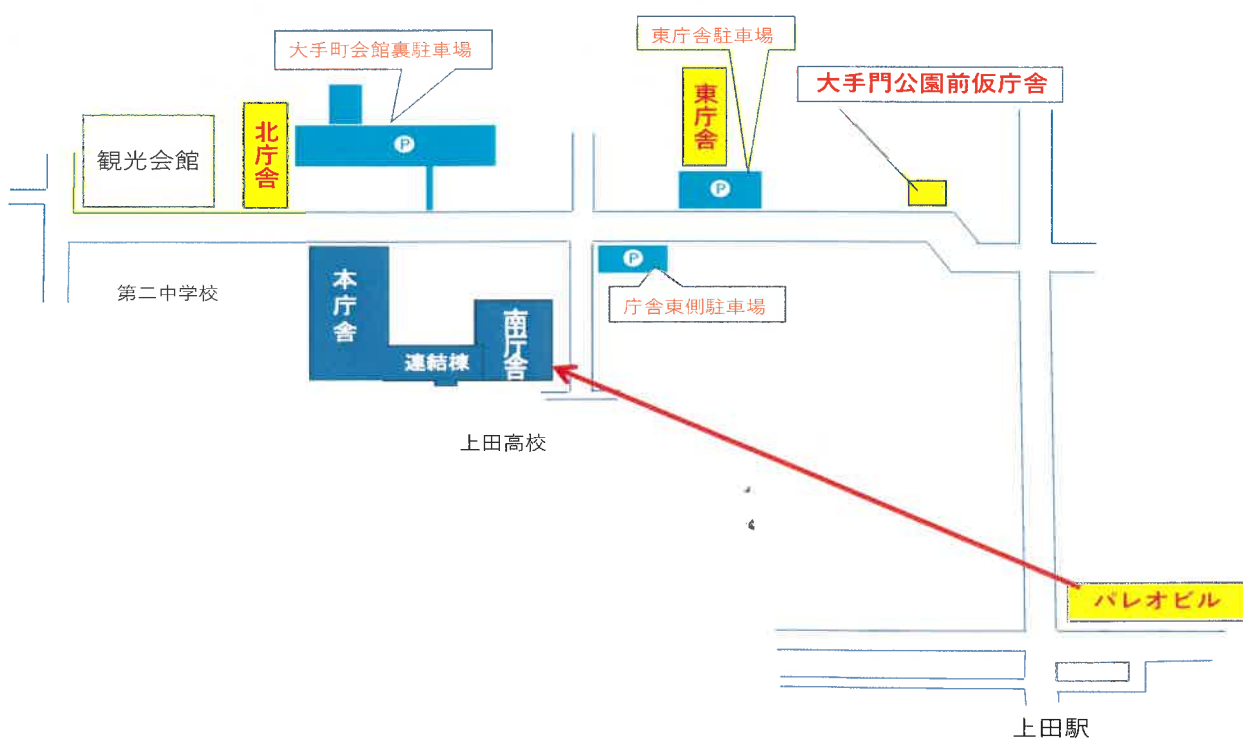 大手町会館裏駐車場
東庁舎駐車場
大手門公園前仮庁舎
東庁舎
北庁舎
観光会館
P
P
P
本庁舎
第二中学校
庁舎東側駐車場
南庁舎
連結棟
上田高校
パレオビル
上田駅